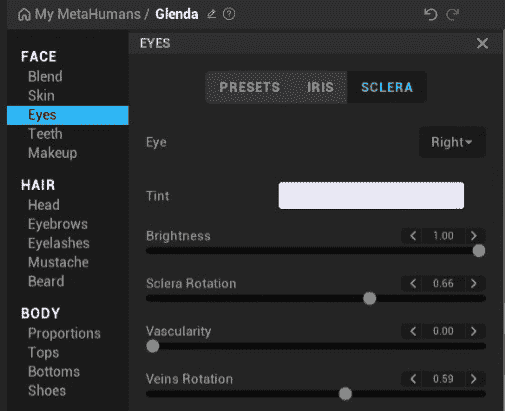 My MetaHumans / Glenda
FACE
Blend
Skin
Eyes
Teeth
Makeup
HAIR
Head
Eyebrows
Eyelashes
Mustache
Beard
BODY
Proportions
Tops
Bottoms
Shoes
EYES
PRESETS IRIS SCLERA
Eye Right
Tint
Brightness 1.00
Sclera Rotation 0.66
Vascularity 0.00
Veins Rotation 0.59